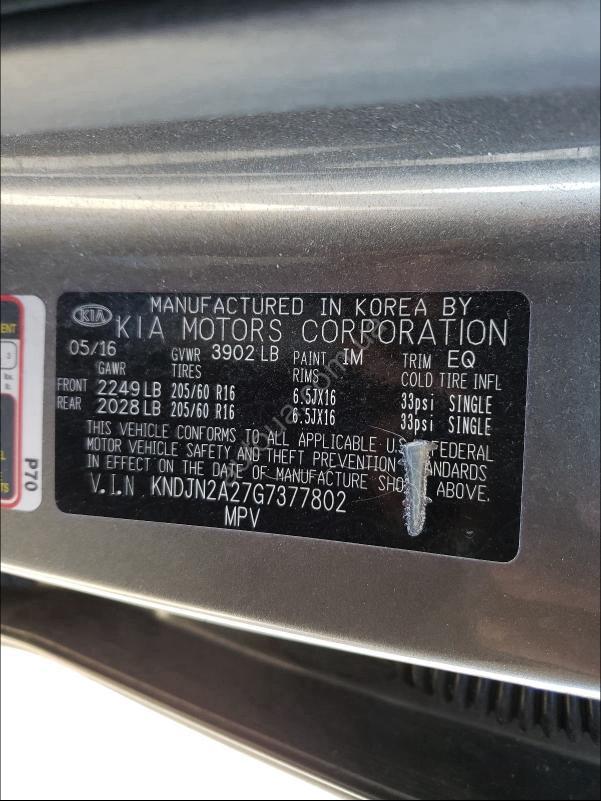 MANUFACTURED IN KOREA BY
KIA KIA MOTORS CORPORATION
05/16 GVWR 3902 LB PAINT IM TRIM EQ
GAWR TIRES RIMS COLD TIRE INFL
FRONT 2249 LB 205/60 R16 6.5JX16 33psi SINGLE
REAR 2028 LB 205/60 R16 6.5JX16 33psi SINGLE
THIS VEHICLE CONFORMS TO ALL APPLICABLE U.S. FEDERAL
MOTOR VEHICLE SAFETY AND THEFT PREVENTION STANDARDS
IN EFFECT ON THE DATE OF MANUFACTURE SHOWN ABOVE.
V.I.N KNDJN2A27G7377802
MPV
P70